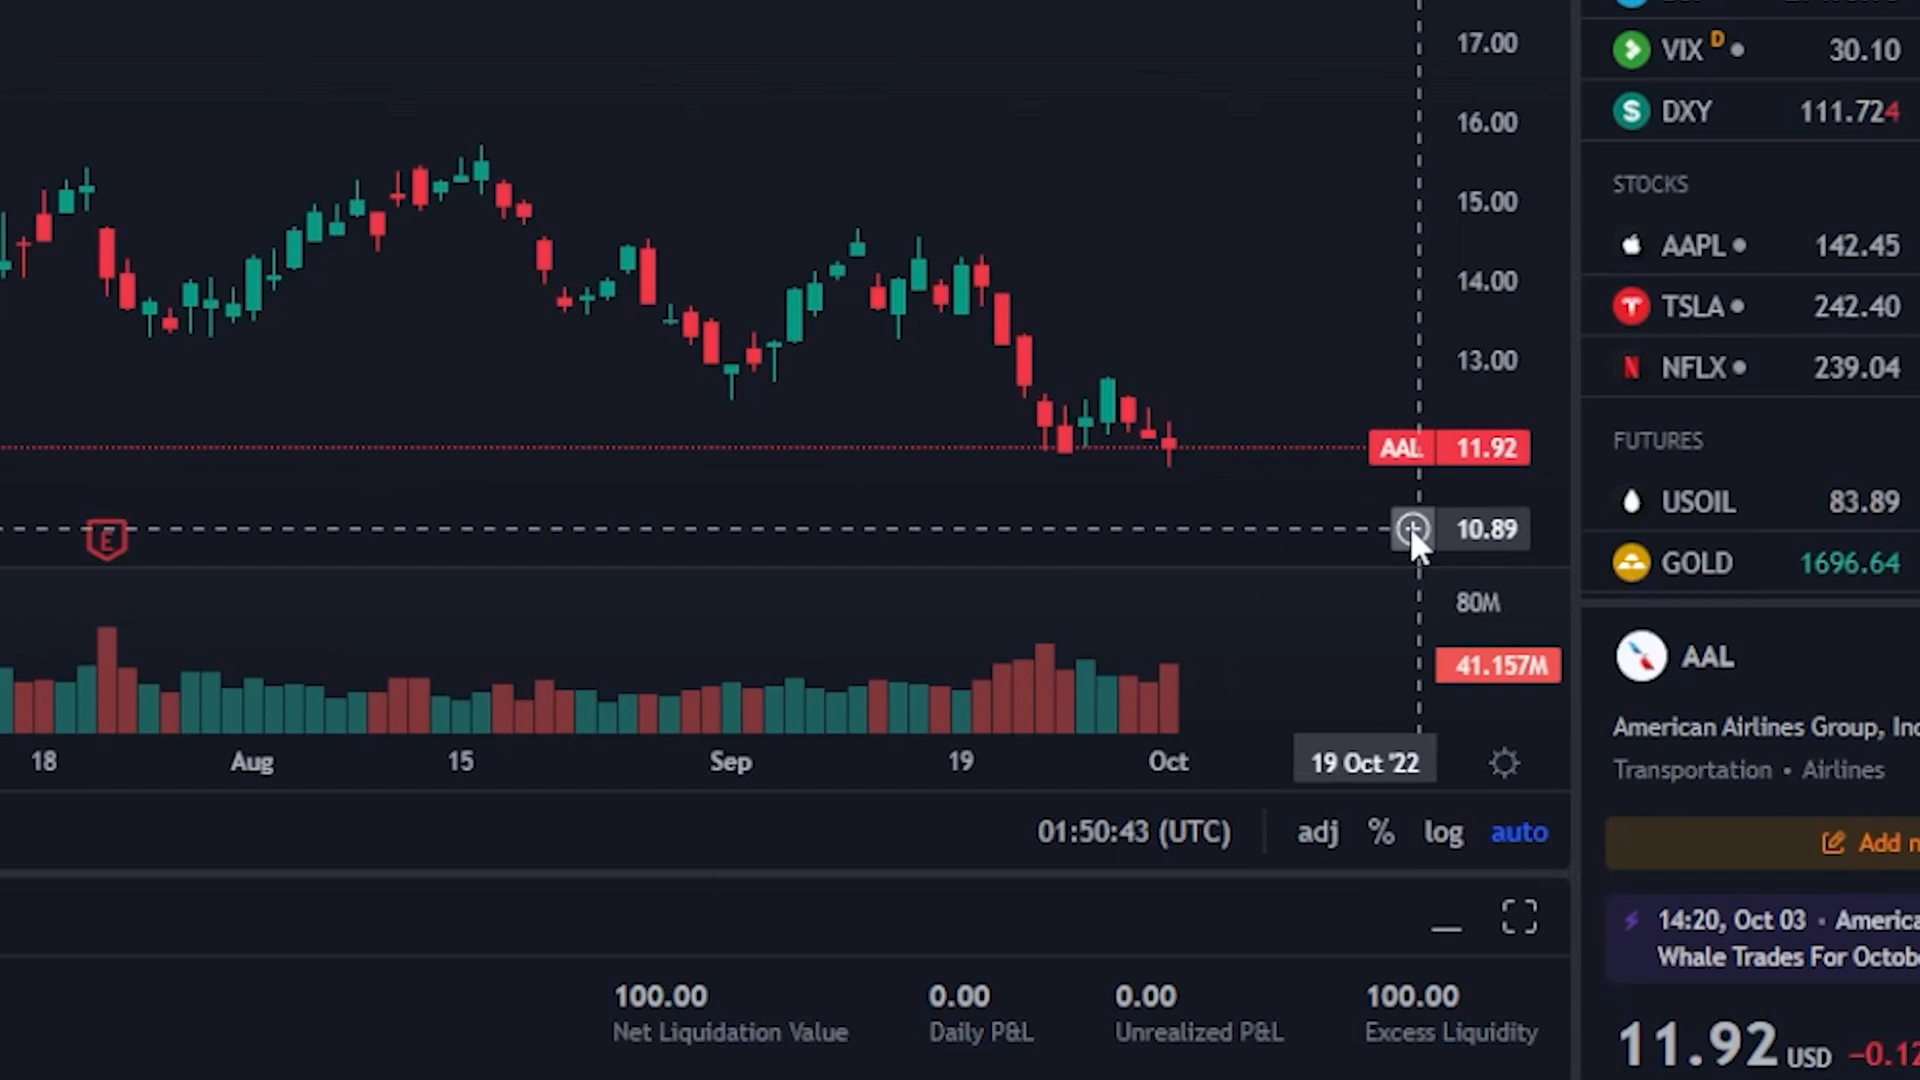 17.00
VIX D 30.10
16.00
DXY 111.724
STOCKS
15.00
AAPL 142.45
14.00
TSLA 242.40
13.00
NFLX 239.04
FUTURES
AAL 11.92
USOIL 83.89
E
10.89
GOLD 1696.64
80M
AAL
41.157M
American Airlines Group, Inc
Transportation • Airlines
18 Aug 15 Sep 19 Oct 19 Oct '22
01:50:43 (UTC) adj % log auto
Add
14:20, Oct 03 · America
Whale Trades For Octob
100.00 0.00 0.00 100.00
Net Liquidation Value Daily P&L Unrealized P&L Excess Liquidity
11.92 USD −0.12